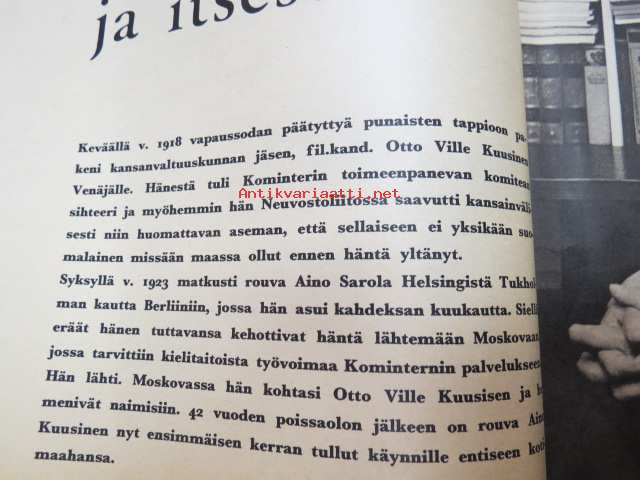 ja itses
Keväällä v. 1918 vapaussodan päätyttyä punaisten tappioon pa-
keni kansanvaltuuskunnan jäsen, fil.kand. Otto Ville Kuusinen
Venäjälle. Hänestä tuli Kominterin toimeenpanevan komitean
Antikvariaatti.net
sihteeri ja myöhemmin hän Neuvostoliitossa saavutti kansainväli-
sesti niin huomattavan aseman, että sellaiseen ei yksikään suo-
malainen missään maassa ollut ennen häntä yltänyt.
Syksyllä v. 1923 matkusti rouva Aino Sarola Helsingistä Tukhol-
man kautta Berliiniin, jossa hän asui kahdeksan kuukautta. Siellä
eräät hänen tuttavansa kehottivat häntä lähtemään Moskovaan
jossa tarvittiin kielitaitoista työvoimaa Kominternin palvelukseen
Hän lähti. Moskovassa hän kohtasi Otto Ville Kuusisen ja h
menivät naimisiin. 42 vuoden poissaolon jälkeen on rouva Aino
Kuusinen nyt ensimmäisen kerran tullut käynnille entiseen koti-
maahansa.